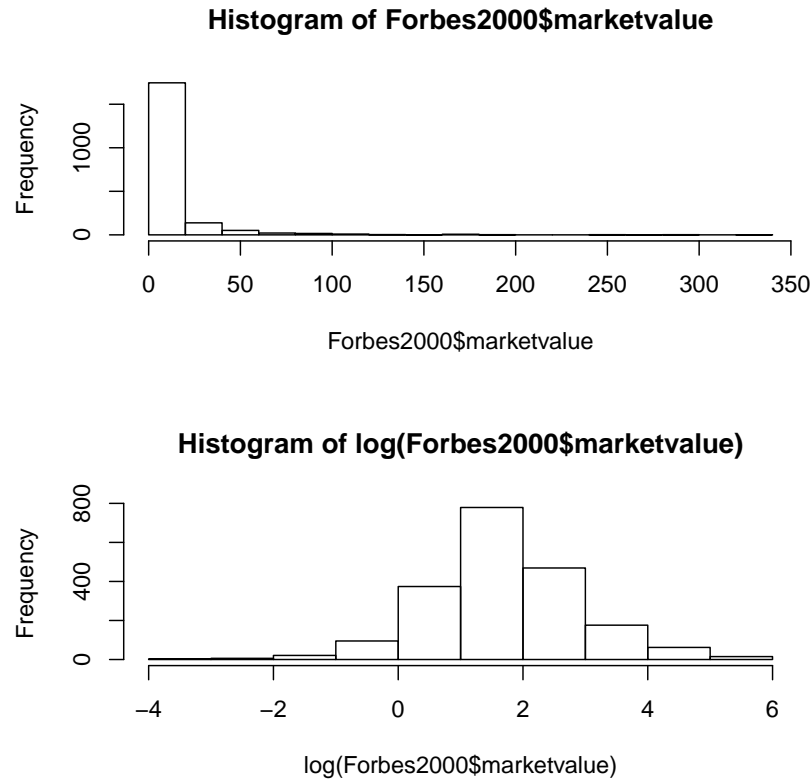 Histogram of Forbes2000$marketvalue
Frequency
0 1000
0 50 100 150 200 250 300 350
Forbes2000$marketvalue
Histogram of log(Forbes2000$marketvalue)
Frequency
0 400 800
−4 −2 0 2 4 6
log(Forbes2000$marketvalue)